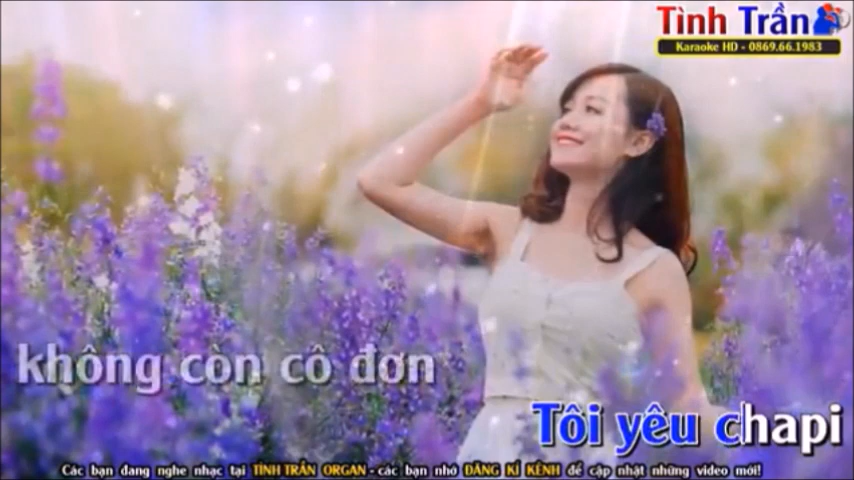 Tình Trần
Karaoke HD - 0869.66.1983
không con cô đơn
Tôi yêu chapi
Các bạn đang nghe nhạc tại TÌNH TRẦN ORGAN - các bạn nhớ ĐĂNG KÍ KÊNH để cập nhật những video mới!